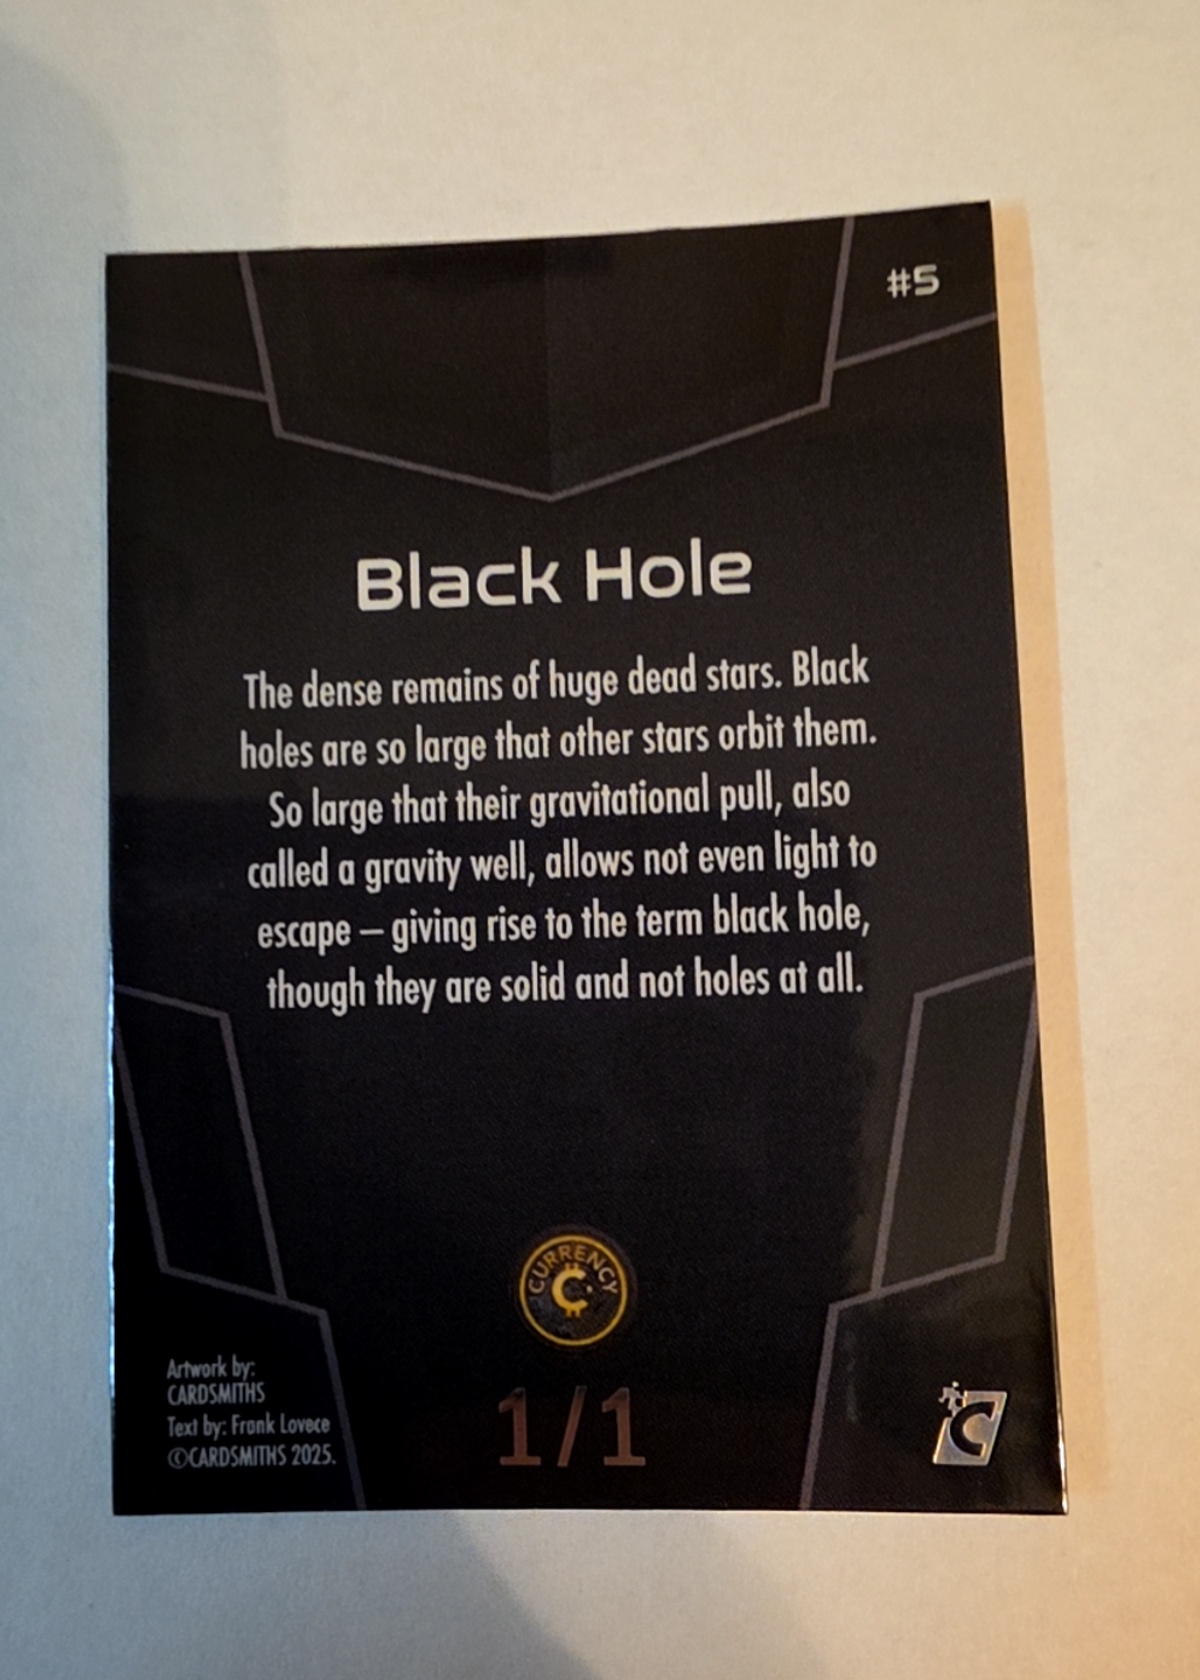 #5
Black Hole
The dense remains of huge dead stars. Black
holes are so large that other stars orbit them.
So large that their gravitational pull, also
called a gravity well, allows not even light to
escape – giving rise to the term black hole,
though they are solid and not holes at all.
CURRENCY
C
1/1
Artwork by:
CARDSMITHS
Text by: Frank Lovece
©CARDSMITHS 2025.
C